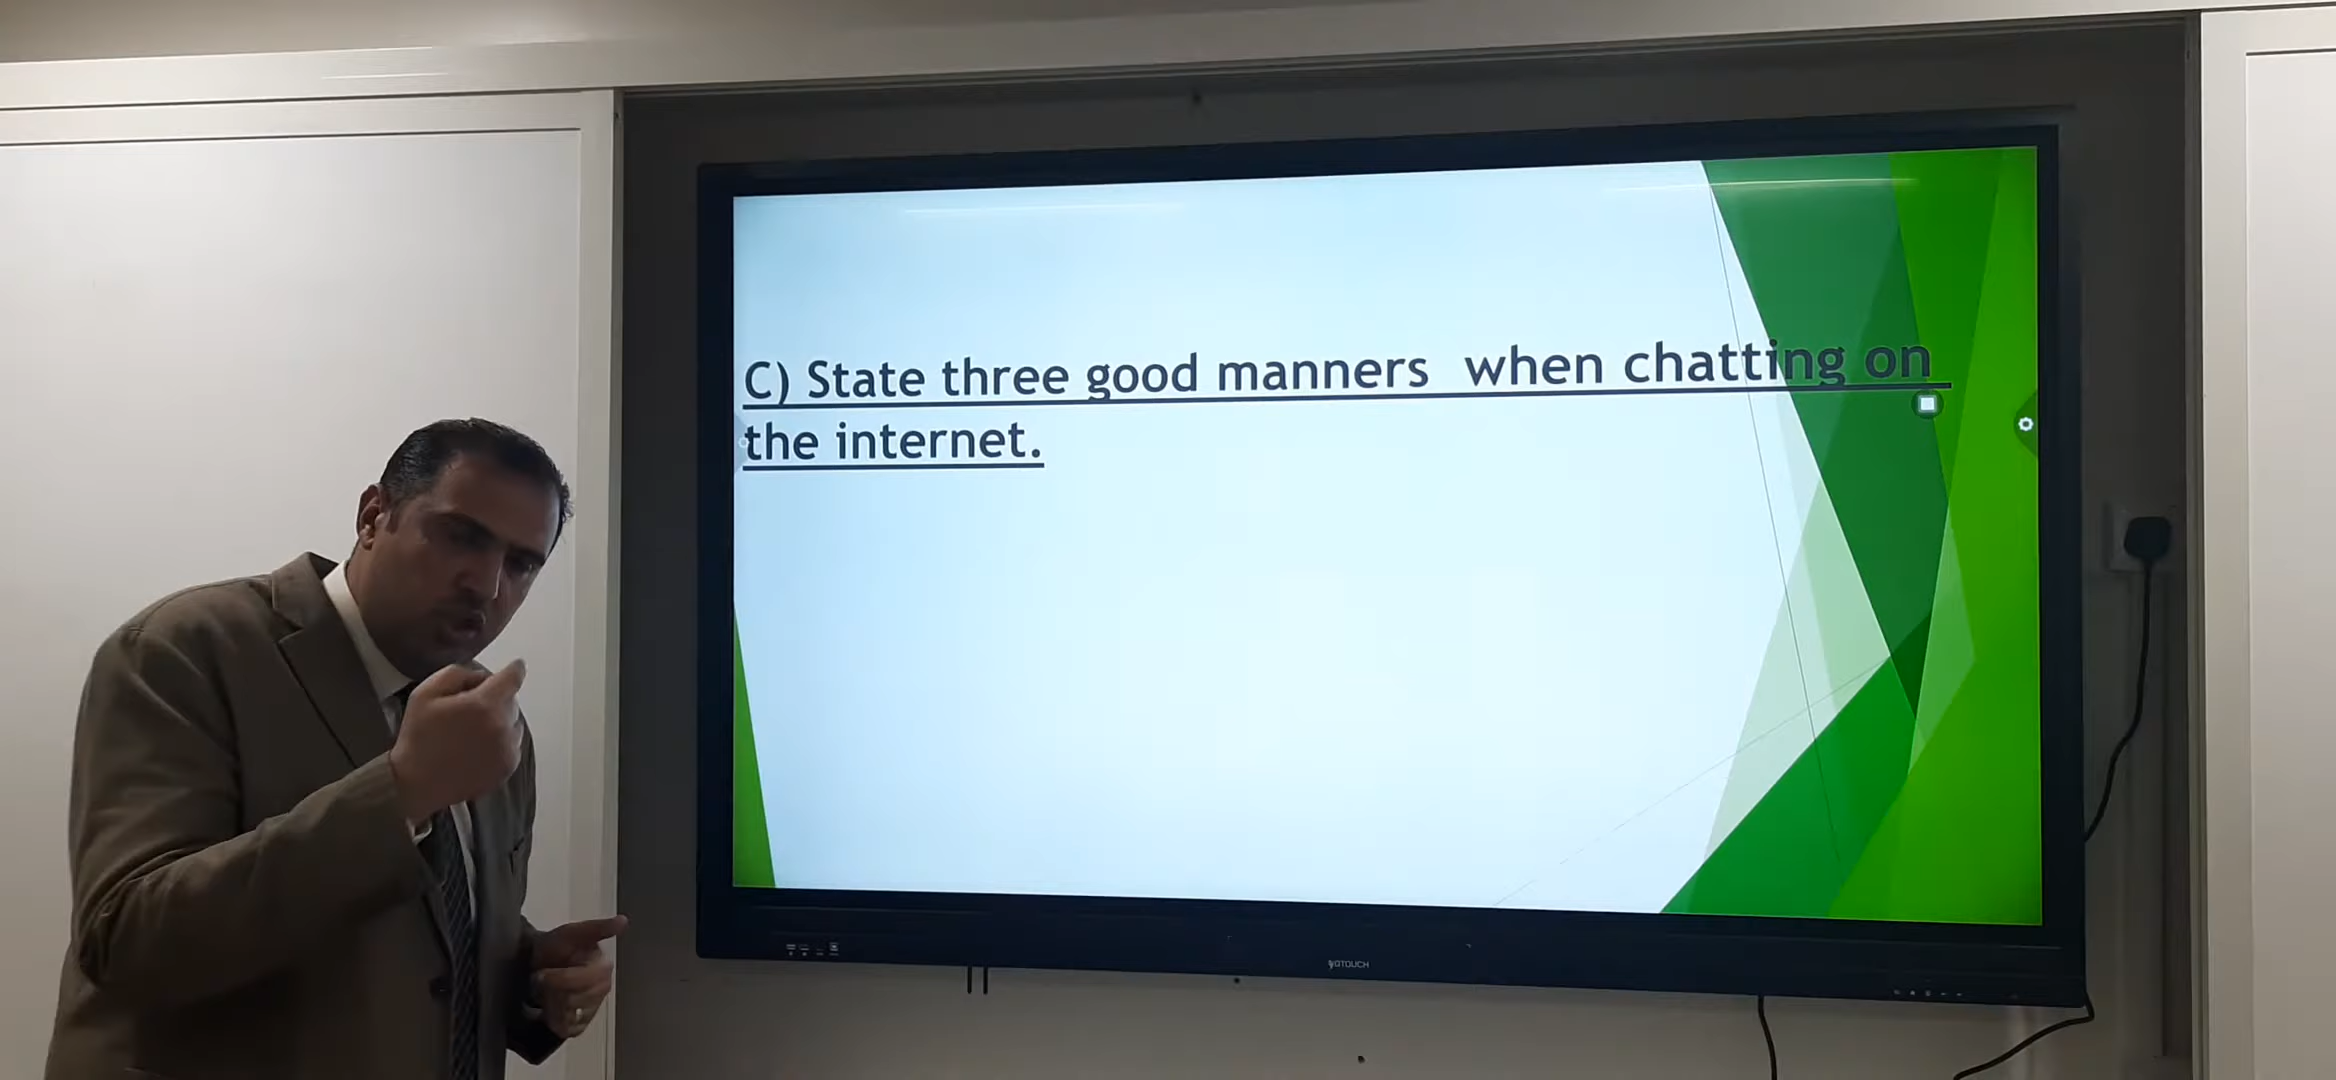 C) State three good manners when chatting on
the internet.